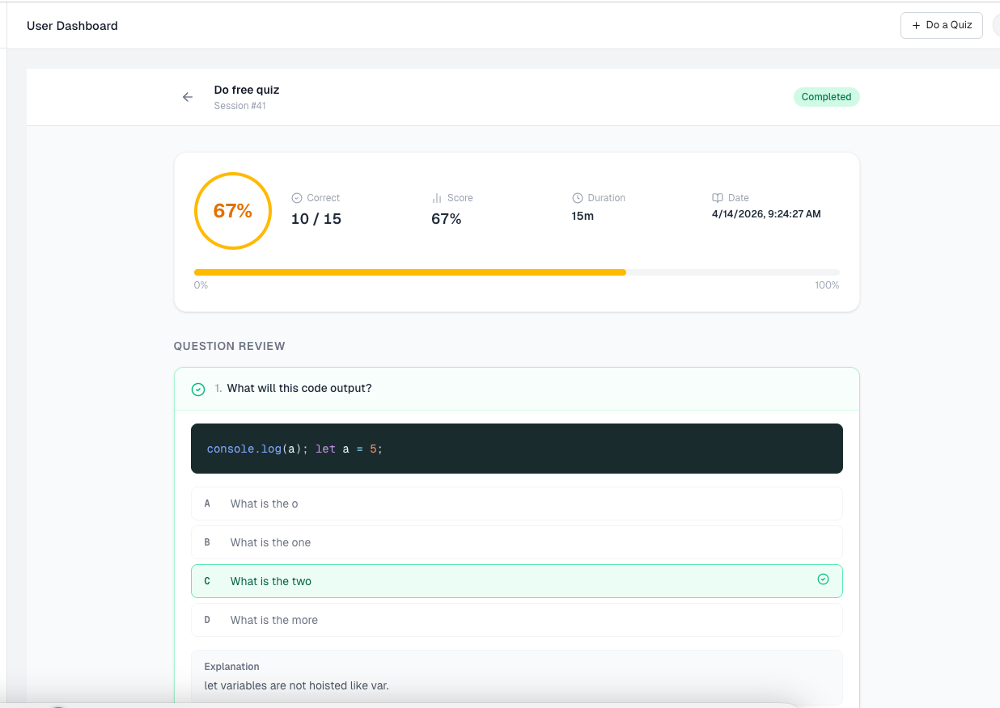 User Dashboard
+ Do a Quiz
Do free quiz
Session #41
Completed
67%
Correct
10 / 15
Score
67%
Duration
15m
Date
4/14/2026, 9:24:27 AM
0%
100%
QUESTION REVIEW
1. What will this code output?
console.log(a); let a = 5;
A What is the o
B What is the one
C What is the two
D What is the more
Explanation
let variables are not hoisted like var.